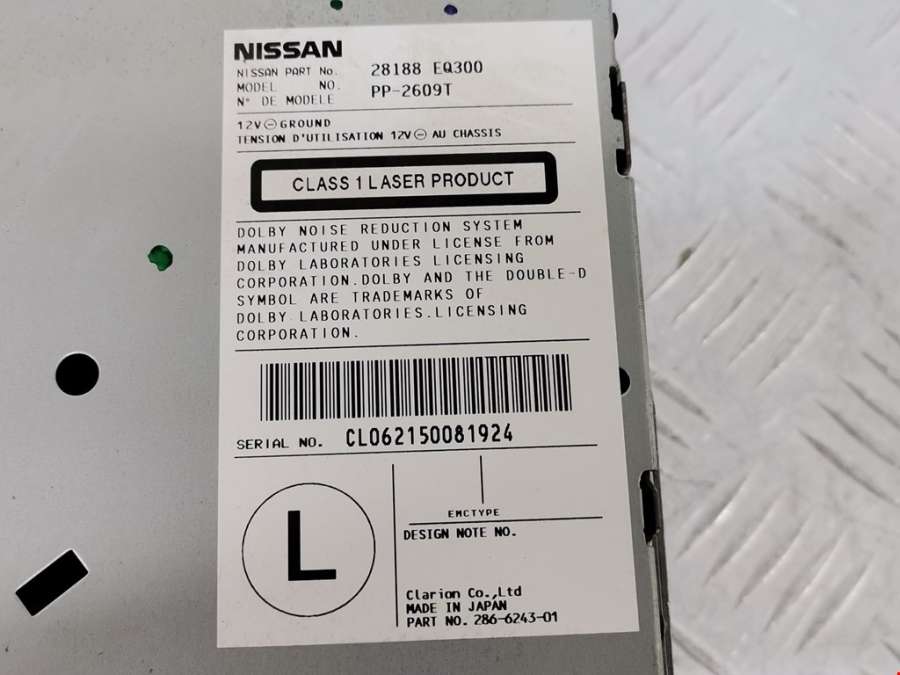 NISSAN
NISSAN PART No. 28188 EQ300
MODEL NO. PP-2609T
N° DE MODELE
12V⊖GROUND
TENSION D'UTILISATION 12V⊖ AU CHASSIS
CLASS 1 LASER PRODUCT
DOLBY NOISE REDUCTION SYSTEM
MANUFACTURED UNDER LICENSE FROM
DOLBY LABORATORIES LICENSING
CORPORATION.DOLBY AND THE DOUBLE-D
SYMBOL ARE TRADEMARKS OF
DOLBY LABORATORIES.LICENSING
CORPORATION.
SERIAL NO. CL062150081924
L
EMCTYPE
DESIGN NOTE NO.
Clarion Co.,Ltd
MADE IN JAPAN
PART NO. 286-6243-01